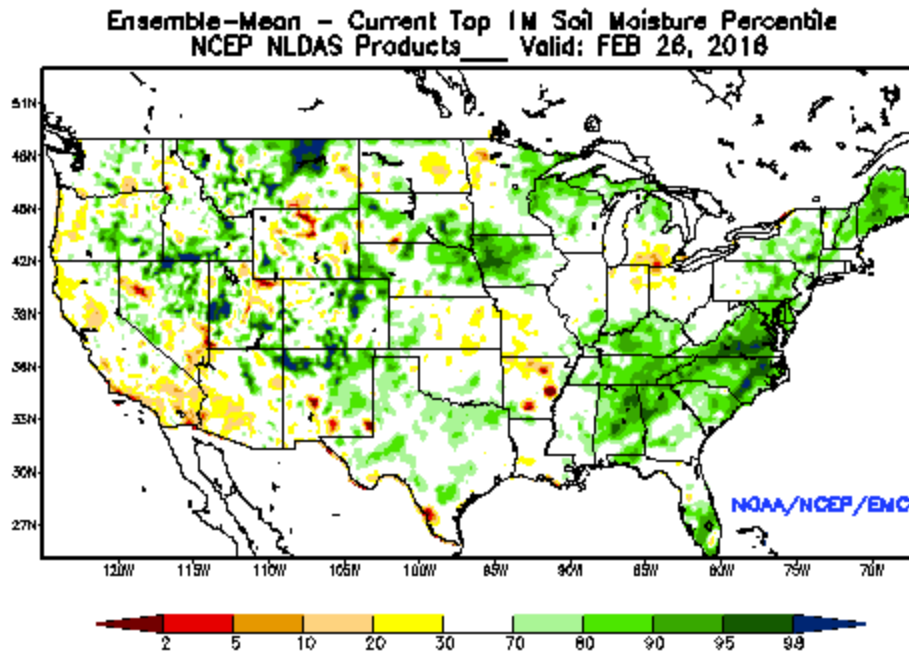 Ensemble-Mean - Current Top 1M Soil Moisture Percentile
NCEP NLDAS Products___ Valid: FEB 26, 2016
51N
48N
45N
42N
39N
36N
33N
30N
27N
NOAA/NCEP/EMC
120W 115W 110W 105W 100W 95W 90W 85W 80W 75W 70W
2 5 10 20 30 70 80 90 95 98